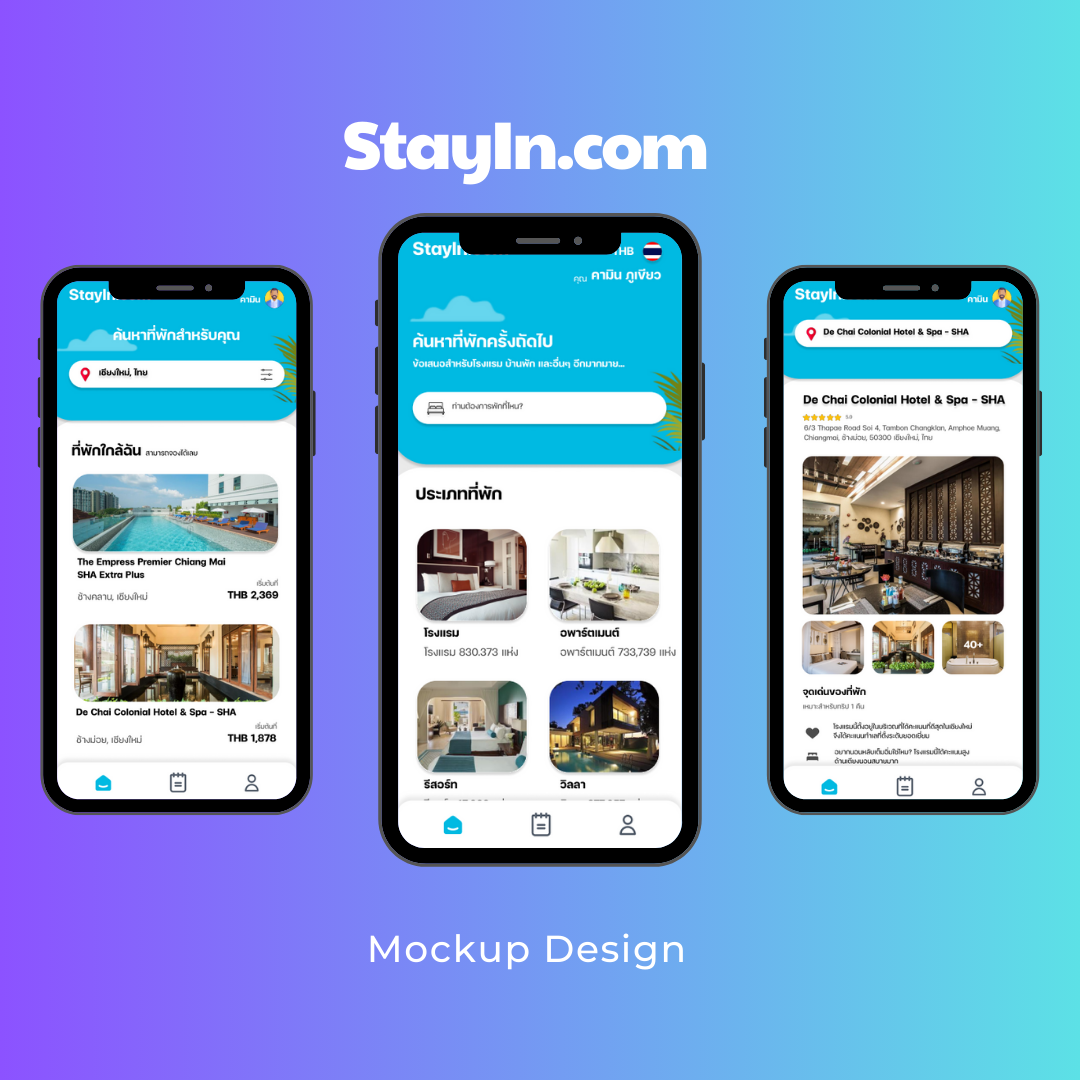 StayIn.com
StayIn.com
คามิน
ค้นหาที่พักสำหรับคุณ
เชียงใหม่, ไทย
ที่พักใกล้ฉัน สามารถจองได้เลย
The Empress Premier Chiang Mai
SHA Extra Plus
เริ่มต้นที่
ช้างคลาน, เชียงใหม่
THB 2,369
De Chai Colonial Hotel & Spa - SHA
เริ่มต้นที่
ช้างม่อย, เชียงใหม่
THB 1,878
StayIn.com
THB
คุณ คามิน ภูเขียว
ค้นหาที่พักครั้งถัดไป
ข้อเสนอสำหรับโรงแรม บ้านพัก และอื่นๆ อีกมากมาย...
ท่านต้องการพักที่ไหน?
ประเภทที่พัก
โรงแรม
โรงแรม 830.373 แห่ง
อพาร์ตเมนต์
อพาร์ตเมนต์ 733,739 แห่ง
รีสอร์ท
วิลลา
StayIn
คามิน
De Chai Colonial Hotel & Spa - SHA
De Chai Colonial Hotel & Spa - SHA
6/3 Thapae Road Soi 4, Tambon Changklan, Amphoe Muang,
Chiangmai, ช้างม่อย, 50300 เชียงใหม่, ไทย
40+
จุดเด่นของที่พัก
เหมาะสำหรับทริป 1 คืน
โรงแรมนี้ตั้งอยู่ในบริเวณที่ได้คะแนนที่ดีสุดในเชียงใหม่
จึงได้คะแนนทำเลที่ตั้งระดับยอดเยี่ยม
อยากนอนหลับเต็มอิ่มใช่ไหม? โรงแรมนี้ได้คะแนนสูง
ด้านเตียงนอนสบายมาก
Mockup Design